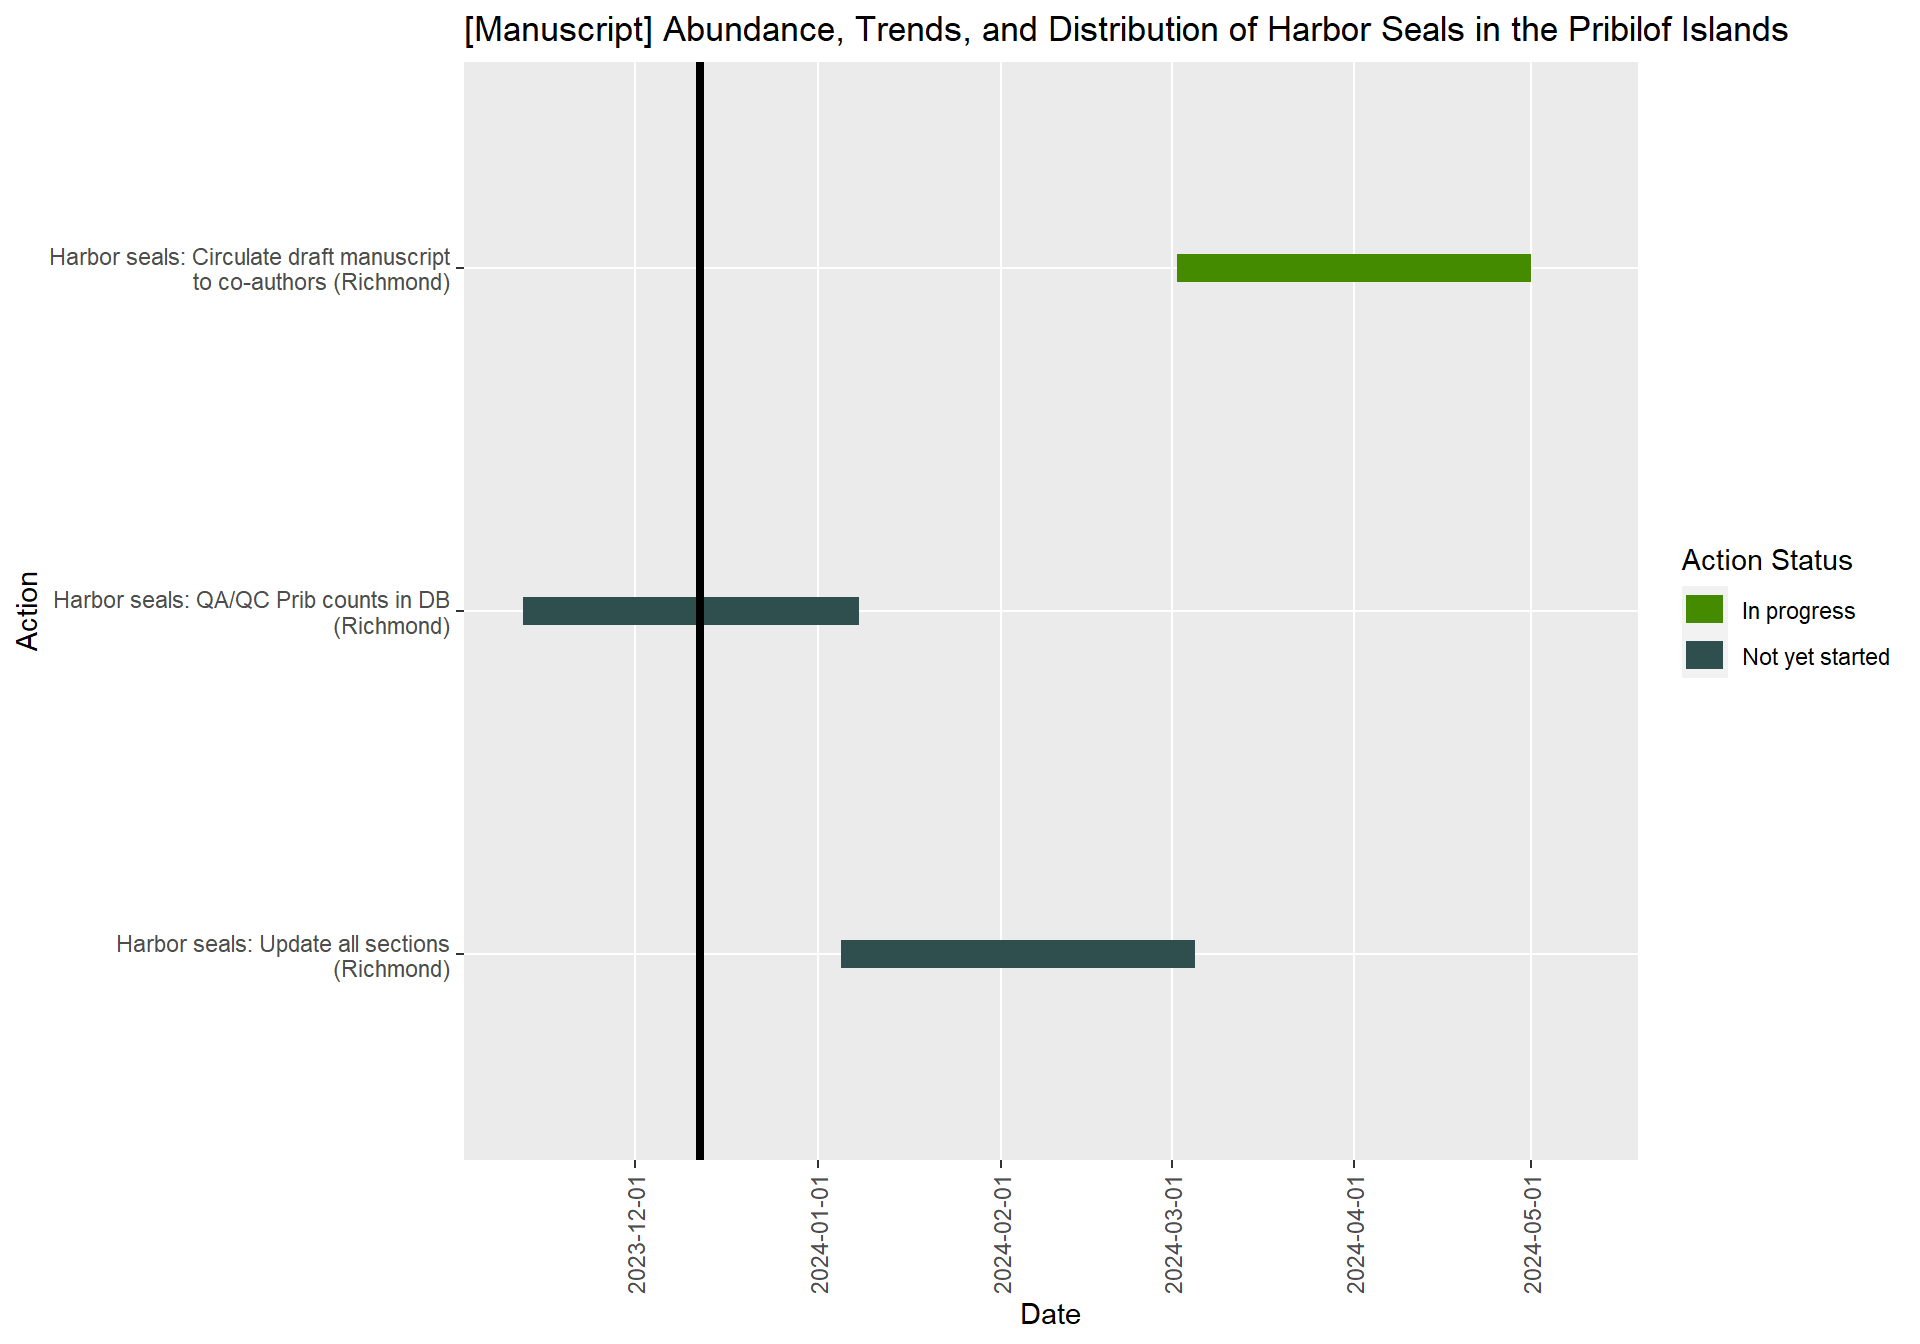 [Manuscript] Abundance, Trends, and Distribution of Harbor Seals in the Pribilof Islands
Action
Harbor seals: Circulate draft manuscript
to co-authors (Richmond)
Harbor seals: QA/QC Prib counts in DB
(Richmond)
Harbor seals: Update all sections
(Richmond)
2023-12-01
2024-01-01
2024-02-01
2024-03-01
2024-04-01
2024-05-01
Date
Action Status
In progress
Not yet started